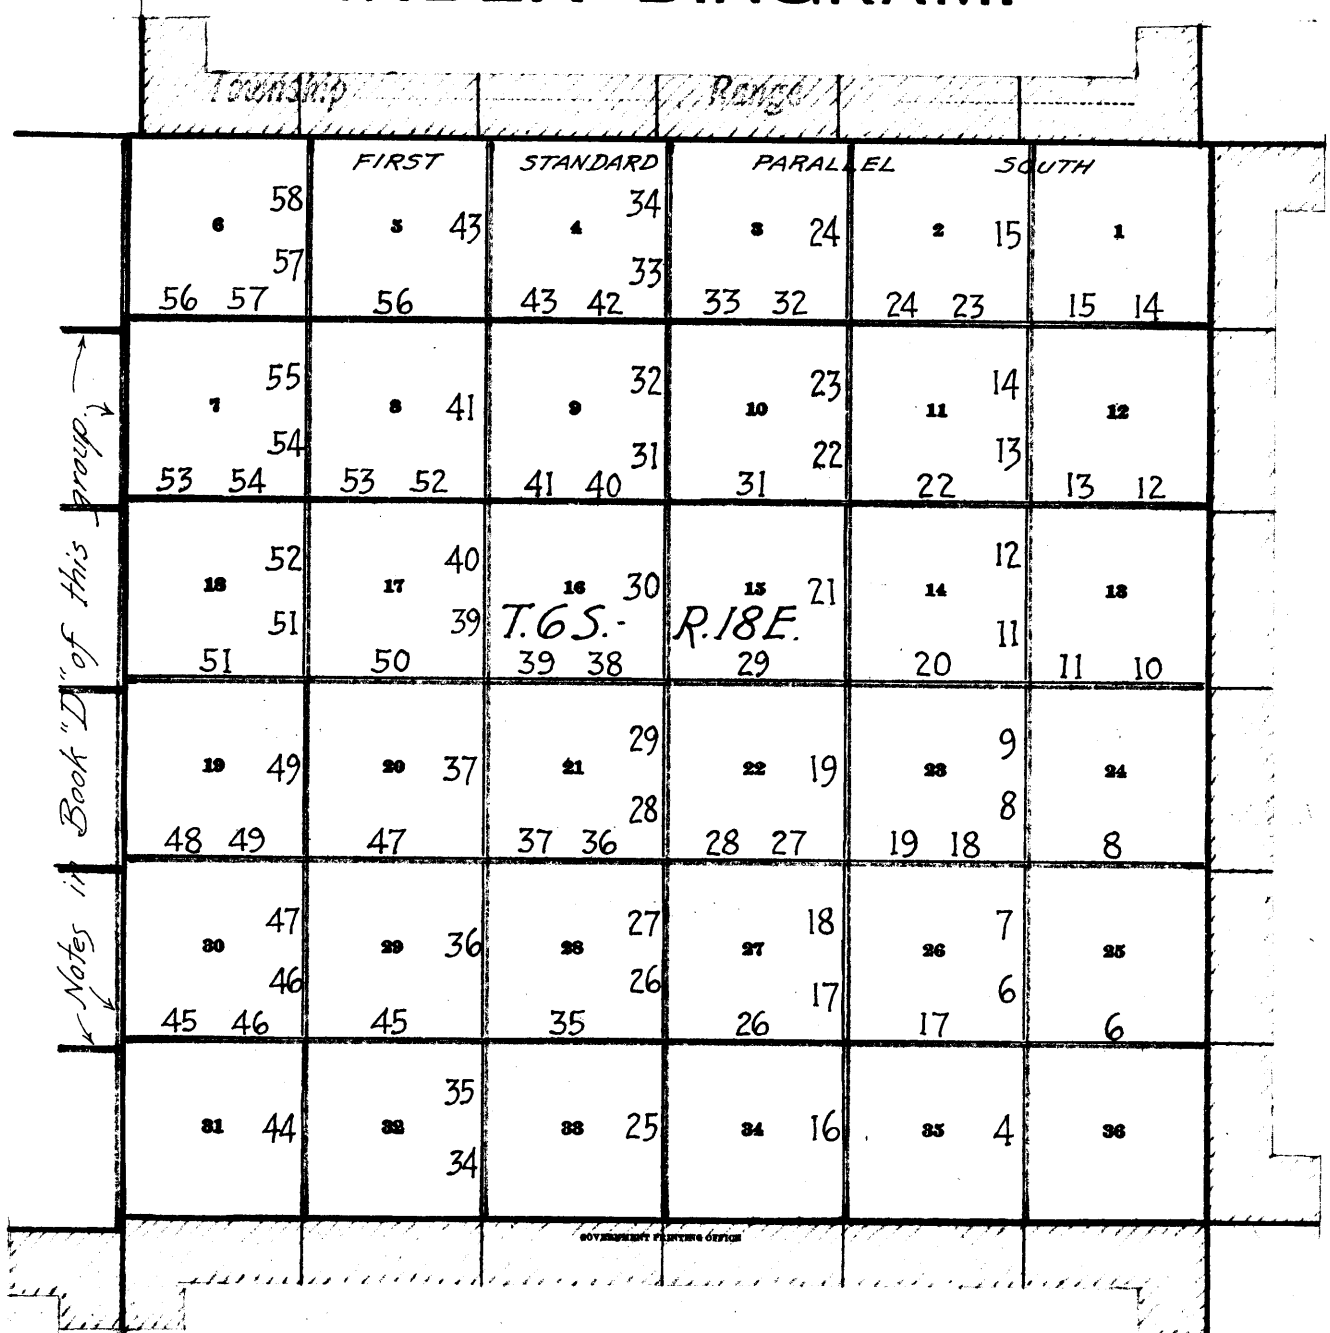 INDEX DIAGRAM.
Township Range
FIRST STANDARD PARALLEL SOUTH
58 34
6 5 43 4 3 24 2 15 1
57 33
56 57 56 43 42 33 32 24 23 15 14
55 32 23 14
7 8 41 9 10 11 12
54 31 22 13
53 54 53 52 41 40 31 22 13 12
52 40 12
18 17 16 30 15 21 14 13
51 39 T.6S.- R.18E. 11
51 50 39 38 29 20 11 10
29 9
19 49 20 37 21 22 19 23 24
28 8
48 49 47 37 36 28 27 19 18 8
47 27 18 7
30 29 36 28 27 26 25
46 26 17 6
45 46 45 35 26 17 6
35
31 44 32 33 25 34 16 35 4 36
34
GOVERNMENT PRINTING OFFICE
Notes in Book "D" of this group.